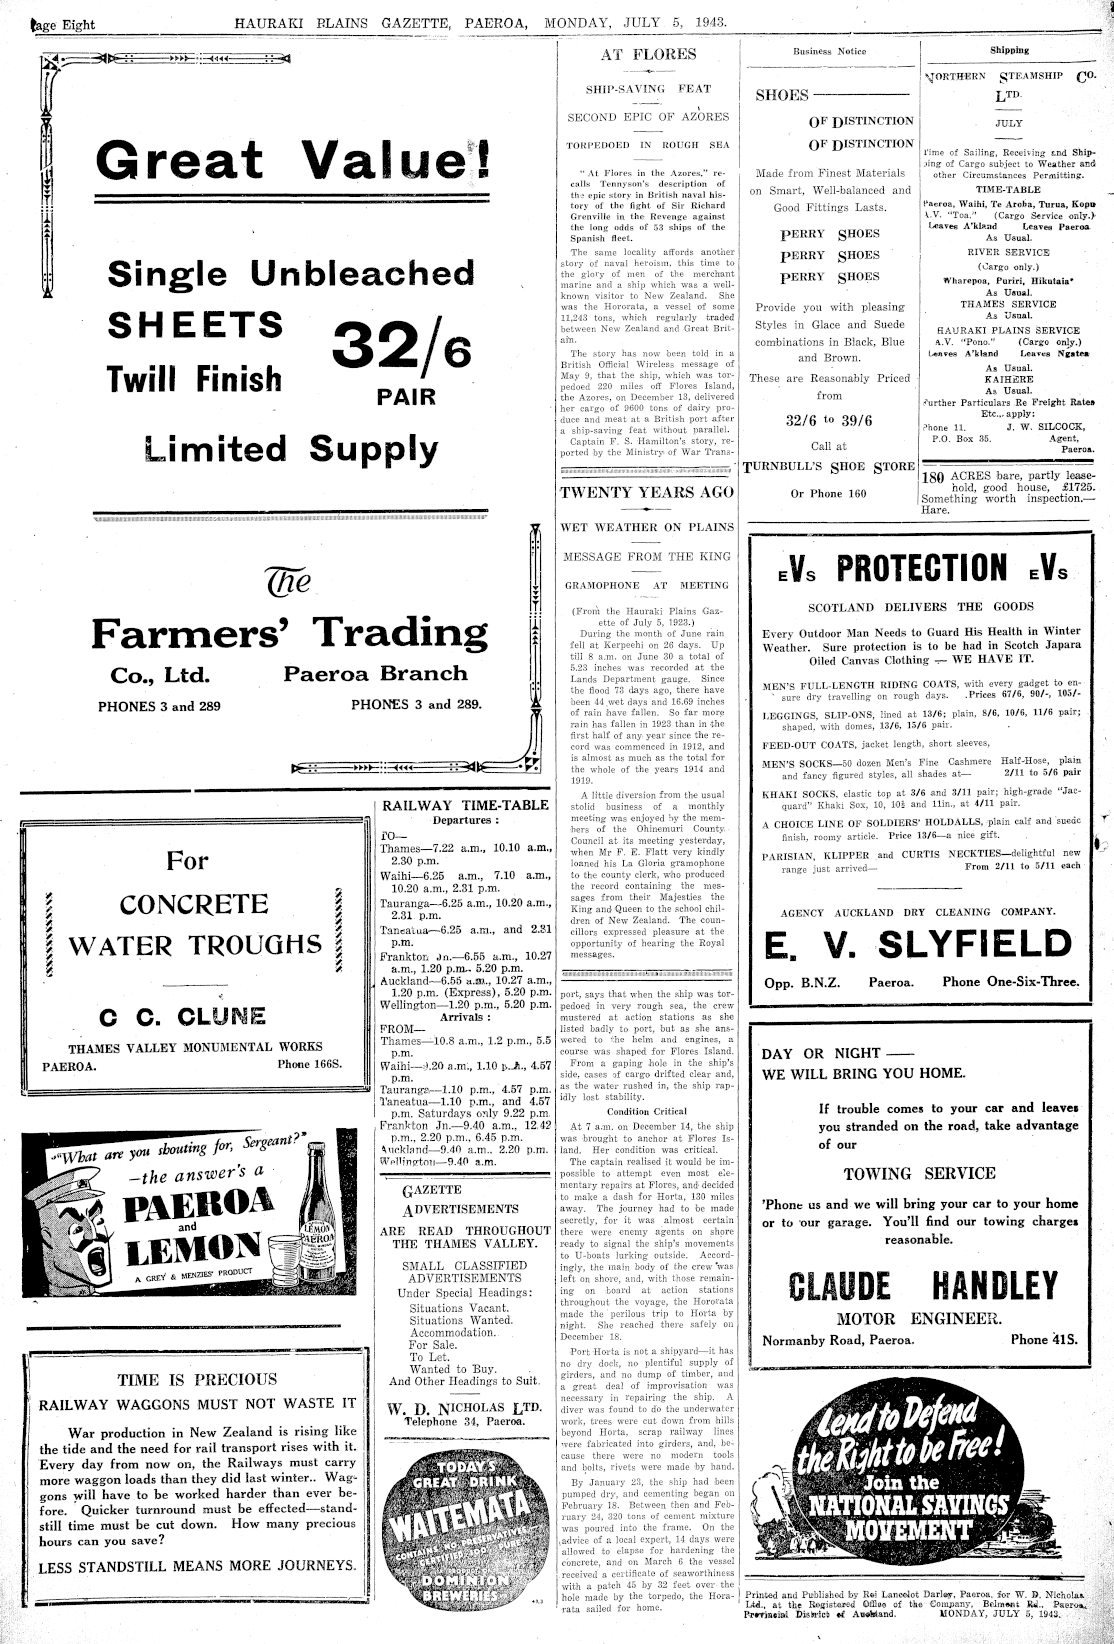 Page Eight
HAURAKI PLAINS GAZETTE, PAEROA, MONDAY, JULY 5, 1943.
Great Value!
Single Unbleached
SHEETS
Twill Finish
32/6
PAIR
Limited Supply
The
Farmers' Trading
Co., Ltd. Paeroa Branch
PHONES 3 and 289 PHONES 3 and 289.
For
CONCRETE
WATER TROUGHS
C C. CLUNE
THAMES VALLEY MONUMENTAL WORKS
PAEROA. Phone 166S.
"What are you shouting for, Sergeant?"
—the answer's a
PAEROA
and
LEMON
A GREY & MENZIES' PRODUCT
LEMON
PAEROA
TIME IS PRECIOUS
RAILWAY WAGGONS MUST NOT WASTE IT
War production in New Zealand is rising like
the tide and the need for rail transport rises with it.
Every day from now on, the Railways must carry
more waggon loads than they did last winter.. Wag-
gons will have to be worked harder than ever be-
fore. Quicker turnround must be effected—stand-
still time must be cut down. How many precious
hours can you save?
LESS STANDSTILL MEANS MORE JOURNEYS.
RAILWAY TIME-TABLE
Departures :
TO—
Thames—7.22 a.m., 10.10 a.m.,
2.30 p.m.
Waihi—6.25 a.m., 7.10 a.m.,
10.20 a.m., 2.31 p.m.
Tauranga—6.25 a.m., 10.20 a.m.,
2.31 p.m.
Taneatua—6.25 a.m., and 2.31
p.m.
Frankton Jn.—6.55 a.m., 10.27
a.m., 1.20 p.m.. 5.20 p.m.
Auckland—6.55 a.m., 10.27 a.m.,
1.20 p.m. (Express), 5.20 p.m.
Wellington—1.20 p.m., 5.20 p.m.
Arrivals :
FROM—
Thames—10.8 a.m., 1.2 p.m., 5.5
p.m.
Waihi—9.20 a.m., 1.10 p.m., 4.57
p.m.
Tauranga—1.10 p.m., 4.57 p.m.
Taneatua—1.10 p.m., and 4.57
p.m. Saturdays only 9.22 p.m.
Frankton Jn.—9.40 a.m., 12.42
p.m., 2.20 p.m., 6.45 p.m.
Auckland—9.40 a.m., 2.20 p.m.
Wellington—9.40 a.m.
GAZETTE
ADVERTISEMENTS
ARE READ THROUGHOUT
THE THAMES VALLEY.
SMALL CLASSIFIED
ADVERTISEMENTS
Under Special Headings:
Situations Vacant.
Situations Wanted.
Accommodation.
For Sale.
To Let.
Wanted to Buy.
And Other Headings to Suit.
W. D. NICHOLAS LTD.
Telephone 34, Paeroa.
TODAY'S
GREAT DRINK
WAITEMATA
DOMINION
BREWERIES
AT FLORES
SHIP-SAVING FEAT
SECOND EPIC OF AZORES
TORPEDOED IN ROUGH SEA
" At Flores in the Azores," re-
calls Tennyson's description of
the epic story in British naval his-
tory of the fight of Sir Richard
Grenville in the Revenge against
the long odds of 53 ships of the
Spanish fleet.
The same locality affords another
story of naval heroism, this time to
the glory of men of the merchant
marine and a ship which was a well-
known visitor to New Zealand. She
was the Hororata, a vessel of some
11,243 tons, which regularly traded
between New Zealand and Great Brit-
ain.
The story has now been told in a
British Official Wireless message of
May 9, that the ship, which was tor-
pedoed 220 miles off Flores Island,
the Azores, on December 13, delivered
her cargo of 9600 tons of dairy pro-
duce and meat at a British port after
a ship-saving feat without parallel.
Captain F. S. Hamilton's story, re-
ported by the Ministry of War Trans-
TWENTY YEARS AGO
WET WEATHER ON PLAINS
MESSAGE FROM THE KING
GRAMOPHONE AT MEETING
(From the Hauraki Plains Gaz-
ette of July 5, 1923.)
During the month of June rain
fell at Kerpeehi on 26 days. Up
till 8 a.m. on June 30 a total of
5.23 inches was recorded at the
Lands Department gauge. Since
the flood 73 days ago, there have
been 44 wet days and 16.69 inches
of rain have fallen. So far more
rain has fallen in 1923 than in the
first half of any year since the re-
cord was commenced in 1912, and
is almost as much as the total for
the whole of the years 1914 and
1919.
A little diversion from the usual
stolid business of a monthly
meeting was enjoyed by the mem-
bers of the Ohinemuri County
Council at its meeting yesterday,
when Mr F. E. Flatt very kindly
loaned his La Gloria gramophone
to the county clerk, who produced
the record containing the mes-
sages from their Majesties the
King and Queen to the school chil-
dren of New Zealand. The coun-
cillors expressed pleasure at the
opportunity of hearing the Royal
messages.
port, says that when the ship was tor-
pedoed in very rough sea, the crew
mustered at action stations as she
listed badly to port, but as she ans-
wered to the helm and engines, a
course was shaped for Flores Island.
From a gaping hole in the ship's
side, cases of cargo drifted clear and,
as the water rushed in, the ship rap-
idly lost stability.
Condition Critical
At 7 a.m. on December 14, the ship
was brought to anchor at Flores Is-
land. Her condition was critical.
The captain realised it would be im-
possible to attempt even most ele-
mentary repairs at Flores, and decided
to make a dash for Horta, 130 miles
away. The journey had to be made
secretly, for it was almost certain
there were enemy agents on shore
ready to signal the ship's movements
to U-boats lurking outside. Accord-
ingly, the main body of the crew was
left on shore, and, with those remain-
ing on board at action stations
throughout the voyage, the Hororata
made the perilous trip to Horta by
night. She reached there safely on
December 18.
Port Horta is not a shipyard—it has
no dry dock, no plentiful supply of
girders, and no dump of timber, and
a great deal of improvisation was
necessary in repairing the ship. A
diver was found to do the underwater
work, trees were cut down from hills
beyond Horta, scrap railway lines
were fabricated into girders, and, be-
cause there were no modern tools
and bolts, rivets were made by hand.
By January 23, the ship had been
pumped dry, and cementing began on
February 18. Between then and Feb-
ruary 24, 320 tons of cement mixture
was poured into the frame. On the
advice of a local expert, 14 days were
allowed to elapse for hardening the
concrete, and on March 6 the vessel
received a certificate of seaworthiness
with a patch 45 by 32 feet over the
hole made by the torpedo, the Hora-
rata sailed for home.
Business Notice
SHOES
OF DISTINCTION
OF DISTINCTION
Made from Finest Materials
on Smart, Well-balanced and
Good Fittings Lasts.
PERRY SHOES
PERRY SHOES
PERRY SHOES
Provide you with pleasing
Styles in Glace and Suede
combinations in Black, Blue
and Brown.
These are Reasonably Priced
from
32/6 to 39/6
Call at
TURNBULL'S SHOE STORE
Or Phone 160
Shipping
NORTHERN STEAMSHIP CO.
LTD.
JULY
Time of Sailing, Receiving and Ship-
ping of Cargo subject to Weather and
other Circumstances Permitting.
TIME-TABLE
Paeroa, Waihi, Te Aroha, Turua, Kopu
A.V. "Toa." (Cargo Service only.)
Leaves A'kland Leaves Paeroa
As Usual.
RIVER SERVICE
(Cargo only.)
Wharepoa, Puriri, Hikutaia
As Usual.
THAMES SERVICE
As Usual.
HAURAKI PLAINS SERVICE
A.V. "Pono." (Cargo only.)
Leaves A'kland Leaves Ngatea
As Usual.
KAIHERE
As Usual.
Further Particulars Re Freight Rates
Etc., apply:
Phone 11. J. W. SILCOCK,
P.O. Box 35. Agent,
Paeroa.
180 ACRES bare, partly lease-
hold, good house, £1725.
Something worth inspection.—
Hare.
EVs PROTECTION EVs
SCOTLAND DELIVERS THE GOODS
Every Outdoor Man Needs to Guard His Health in Winter
Weather. Sure protection is to be had in Scotch Japara
Oiled Canvas Clothing — WE HAVE IT.
MEN'S FULL-LENGTH RIDING COATS, with every gadget to en-
sure dry travelling on rough days. .Prices 67/6, 90/-, 105/-
LEGGINGS, SLIP-ONS, lined at 13/6; plain, 8/6, 10/6, 11/6 pair;
shaped, with domes, 13/6, 15/6 pair.
FEED-OUT COATS, jacket length, short sleeves,
MEN'S SOCKS—50 dozen Men's Fine Cashmere Half-Hose, plain
and fancy figured styles, all shades at— 2/11 to 5/6 pair
KHAKI SOCKS, elastic top at 3/6 and 3/11 pair; high-grade "Jac-
quard" Khaki Sox, 10, 10½ and 11in., at 4/11 pair.
A CHOICE LINE OF SOLDIERS' HOLDALLS, plain calf and suede
finish, roomy article. Price 13/6—a nice gift.
PARISIAN, KLIPPER and CURTIS NECKTIES—delightful new
range just arrived— From 2/11 to 5/11 each
AGENCY AUCKLAND DRY CLEANING COMPANY.
E. V. SLYFIELD
Opp. B.N.Z. Paeroa. Phone One-Six-Three.
DAY OR NIGHT —
WE WILL BRING YOU HOME.
If trouble comes to your car and leaves
you stranded on the road, take advantage
of our
TOWING SERVICE
'Phone us and we will bring your car to your home
or to our garage. You'll find our towing charges
reasonable.
CLAUDE HANDLEY
MOTOR ENGINEER.
Normanby Road, Paeroa. Phone 41S.
Lend to Defend
the Right to be Free!
Join the
NATIONAL SAVINGS
MOVEMENT
Printed and Published by Rei Lancelot Darley, Paeroa, for W. D. Nicholas
Ltd., at the Registered Office of the Company, Belmont Rd., Paeroa,
Provincial District of Auckland. MONDAY, JULY 5, 1943.